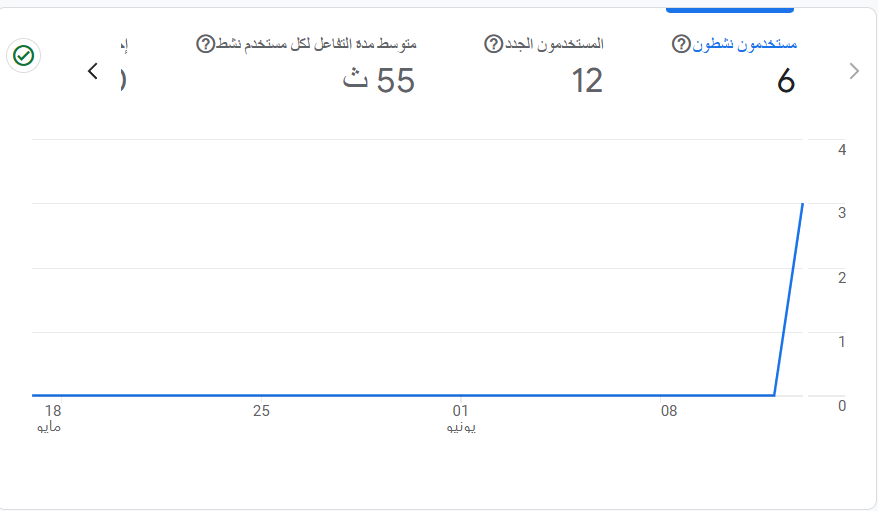 مستخدمون نشطون
6
المستخدمون الجدد
12
متوسط مدة التفاعل لكل مستخدم نشط
55 ث
4
3
2
1
0
18
مايو
25
01
يونيو
08